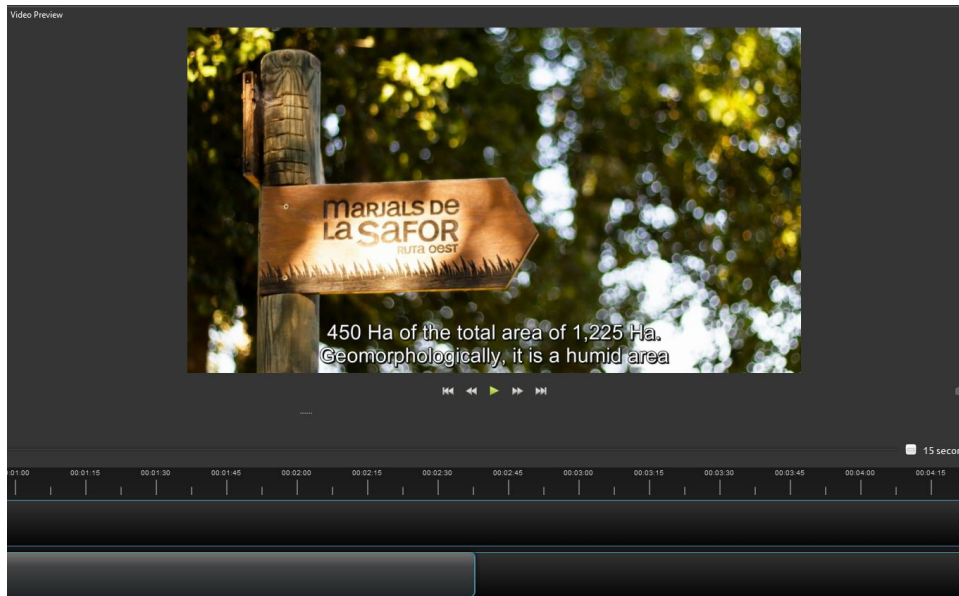 Video Preview
MARJALS DE
La SAFOR
RUTA OEST
450 Ha of the total area of 1,225 Ha.
Geomorphologically, it is a humid area
15 secon
0:01:00 00:01:15 00:01:30 00:01:45 00:02:00 00:02:15 00:02:30 00:02:45 00:03:00 00:03:15 00:03:30 00:03:45 00:04:00 00:04:15